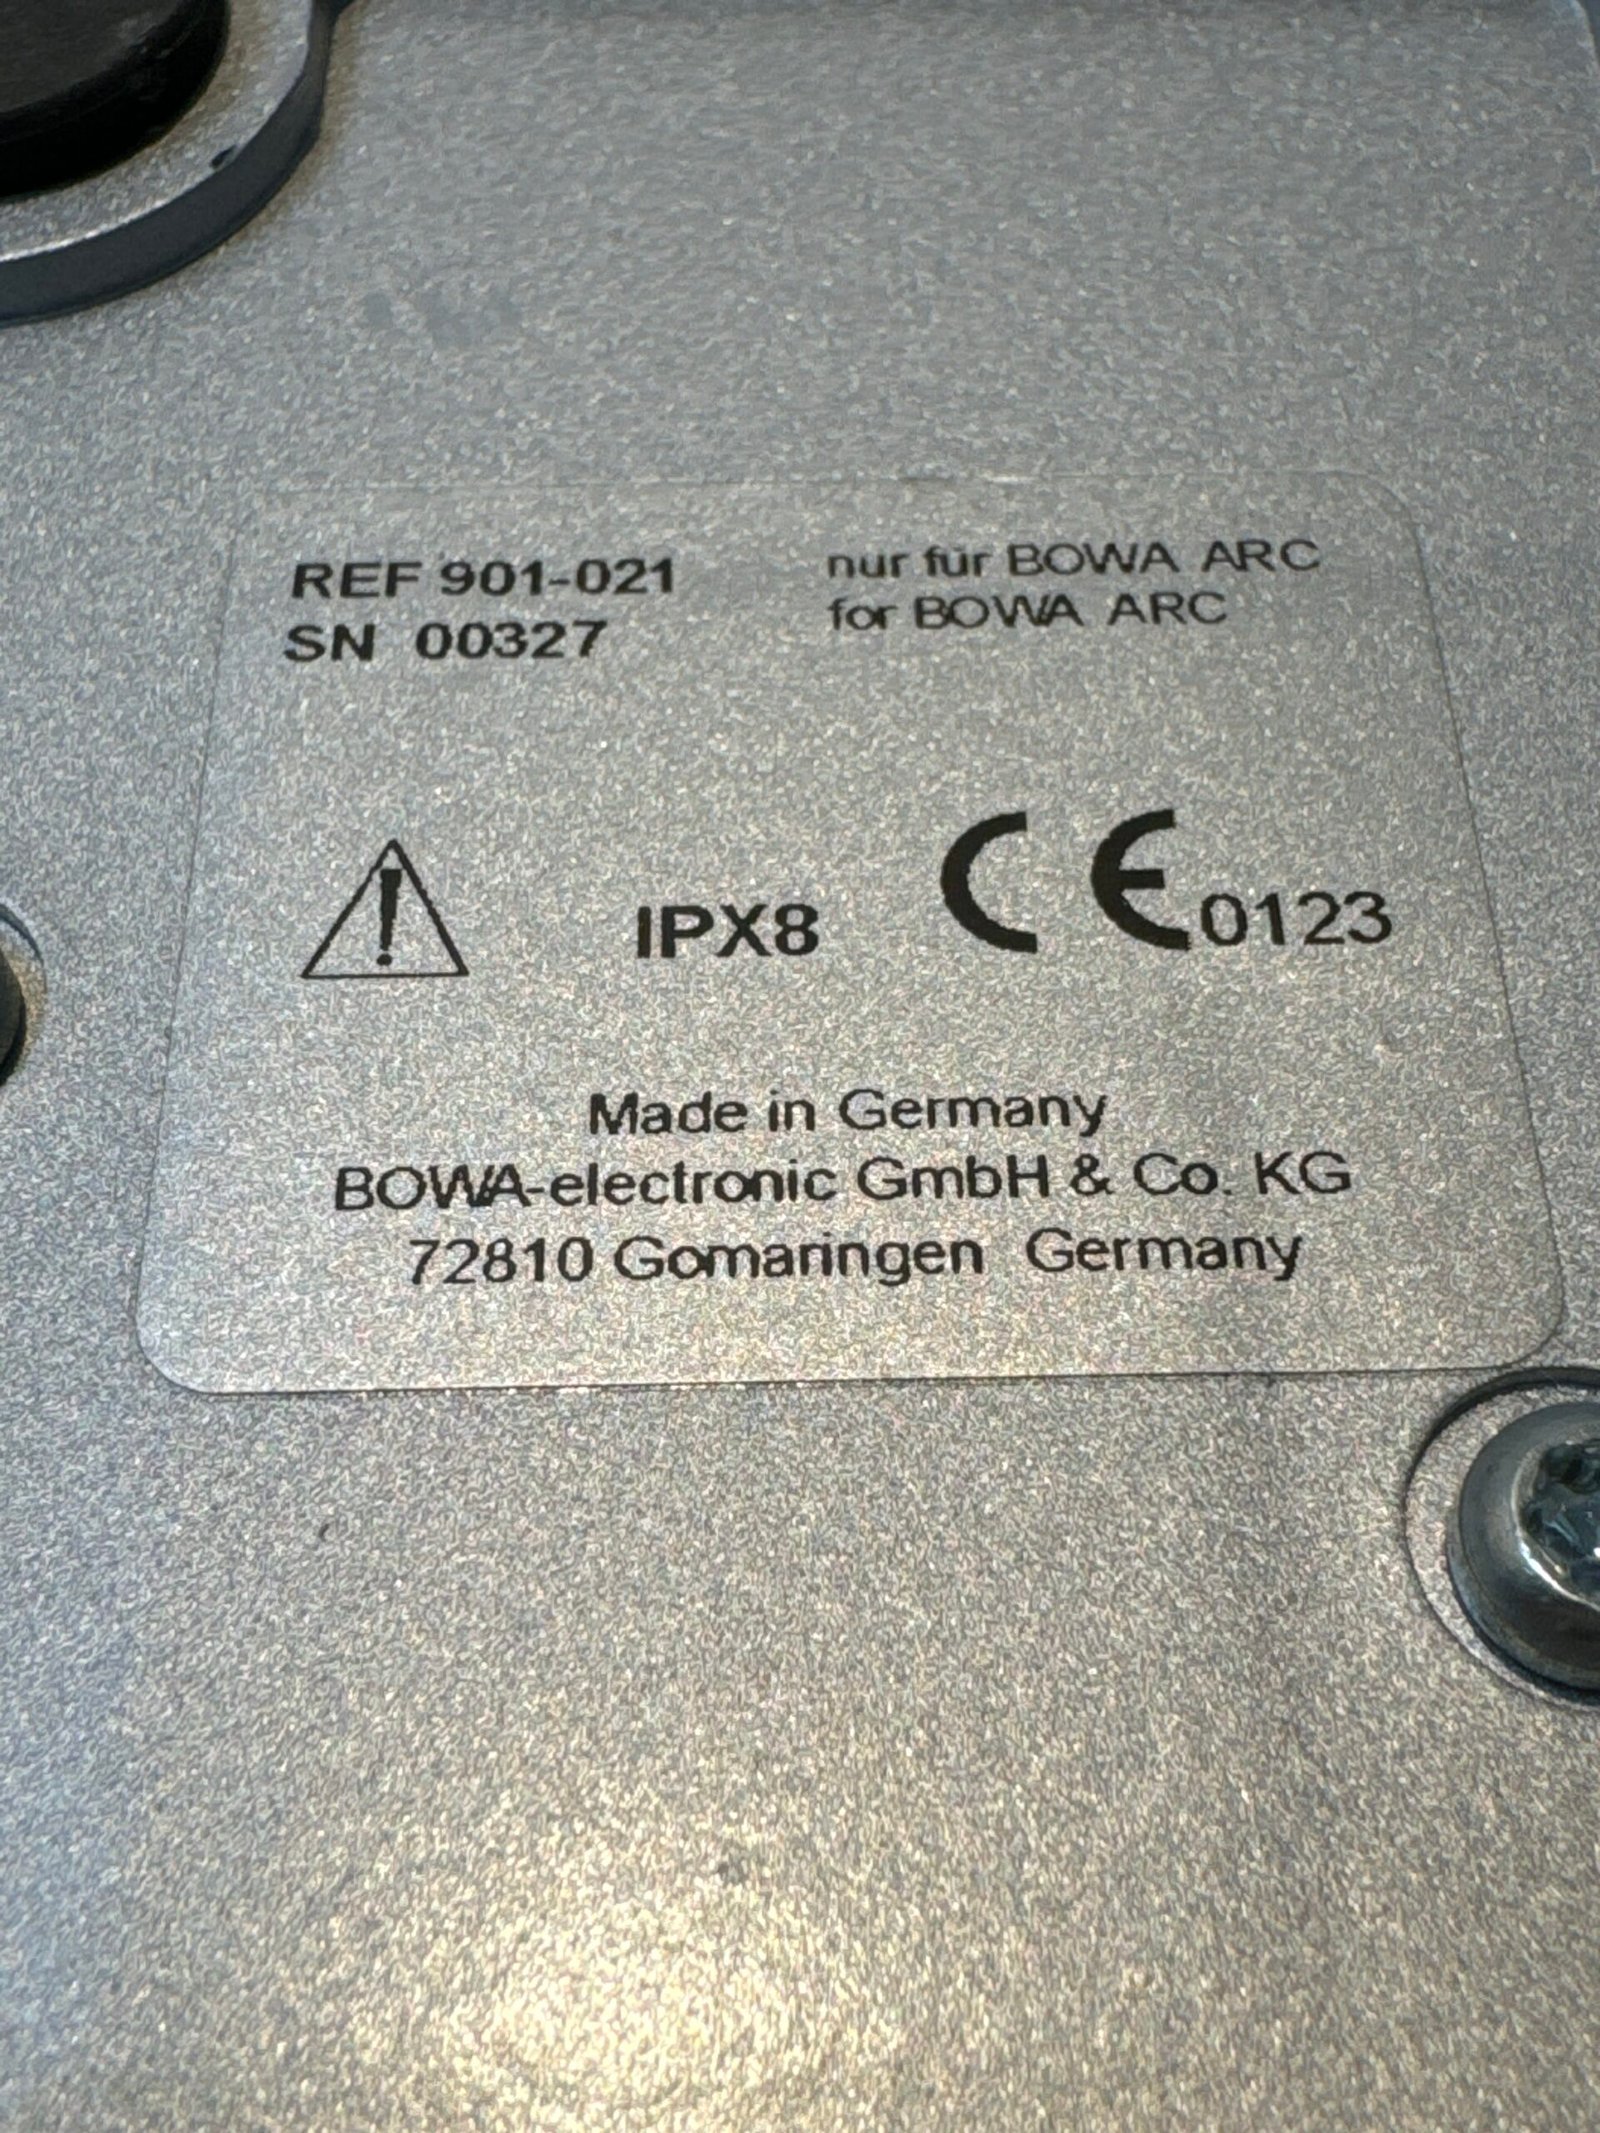 REF 901-021
SN 00327
nur für BOWA ARC
for BOWA ARC
IPX8
CE 0123
Made in Germany
BOWA-electronic GmbH & Co. KG
72810 Gomaringen Germany